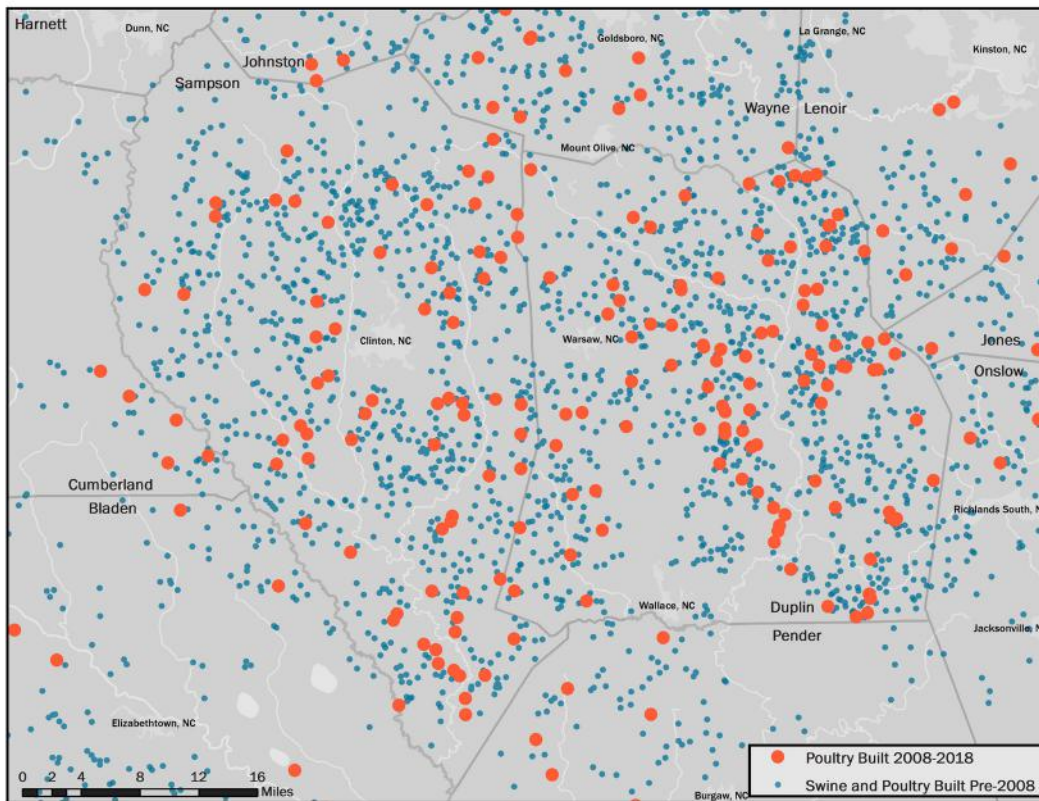 Harnett
Dunn, NC
Goldsboro, NC
La Grange, NC
Kinston, NC
Johnston
Sampson
Wayne
Lenoir
Mount Olive, NC
Clinton, NC
Warsaw, NC
Jones
Onslow
Cumberland
Bladen
Richlands South, NC
Wallace, NC
Duplin
Pender
Jacksonville, N
Elizabethtown, NC
Burgaw, NC
0 2 4 8 12 16
Miles
Poultry Built 2008-2018
Swine and Poultry Built Pre-2008